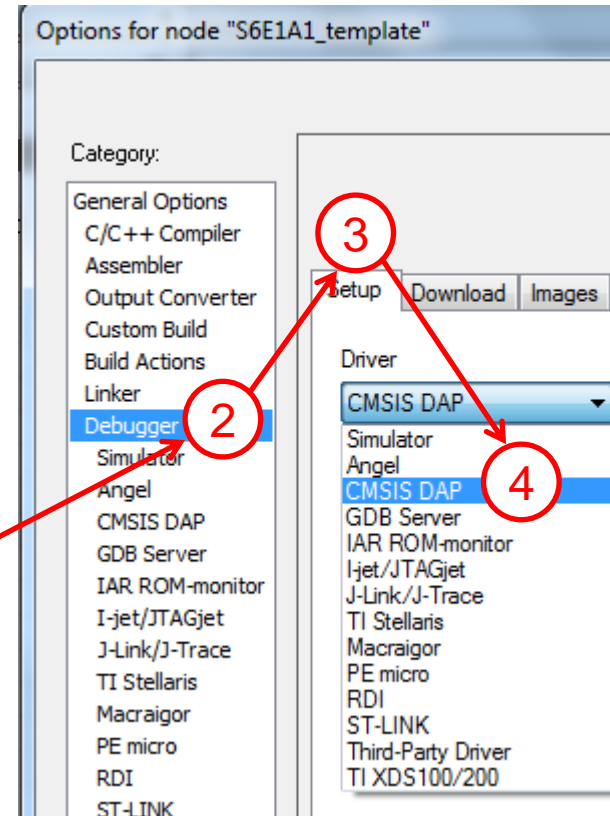 Options for node "S6E1A1_template"
Category:
General Options
C/C++ Compiler
Assembler
Output Converter
Custom Build
Build Actions
Linker
Debugger
Simulator
Angel
CMSIS DAP
GDB Server
IAR ROM-monitor
I-jet/JTAGjet
J-Link/J-Trace
TI Stellaris
Macraigor
PE micro
RDI
ST-LINK
2
3
Setup Download Images
Driver
CMSIS DAP
Simulator
Angel
CMSIS DAP
GDB Server
IAR ROM-monitor
I-jet/JTAGjet
J-Link/J-Trace
TI Stellaris
Macraigor
PE micro
RDI
ST-LINK
Third-Party Driver
TI XDS100/200
4